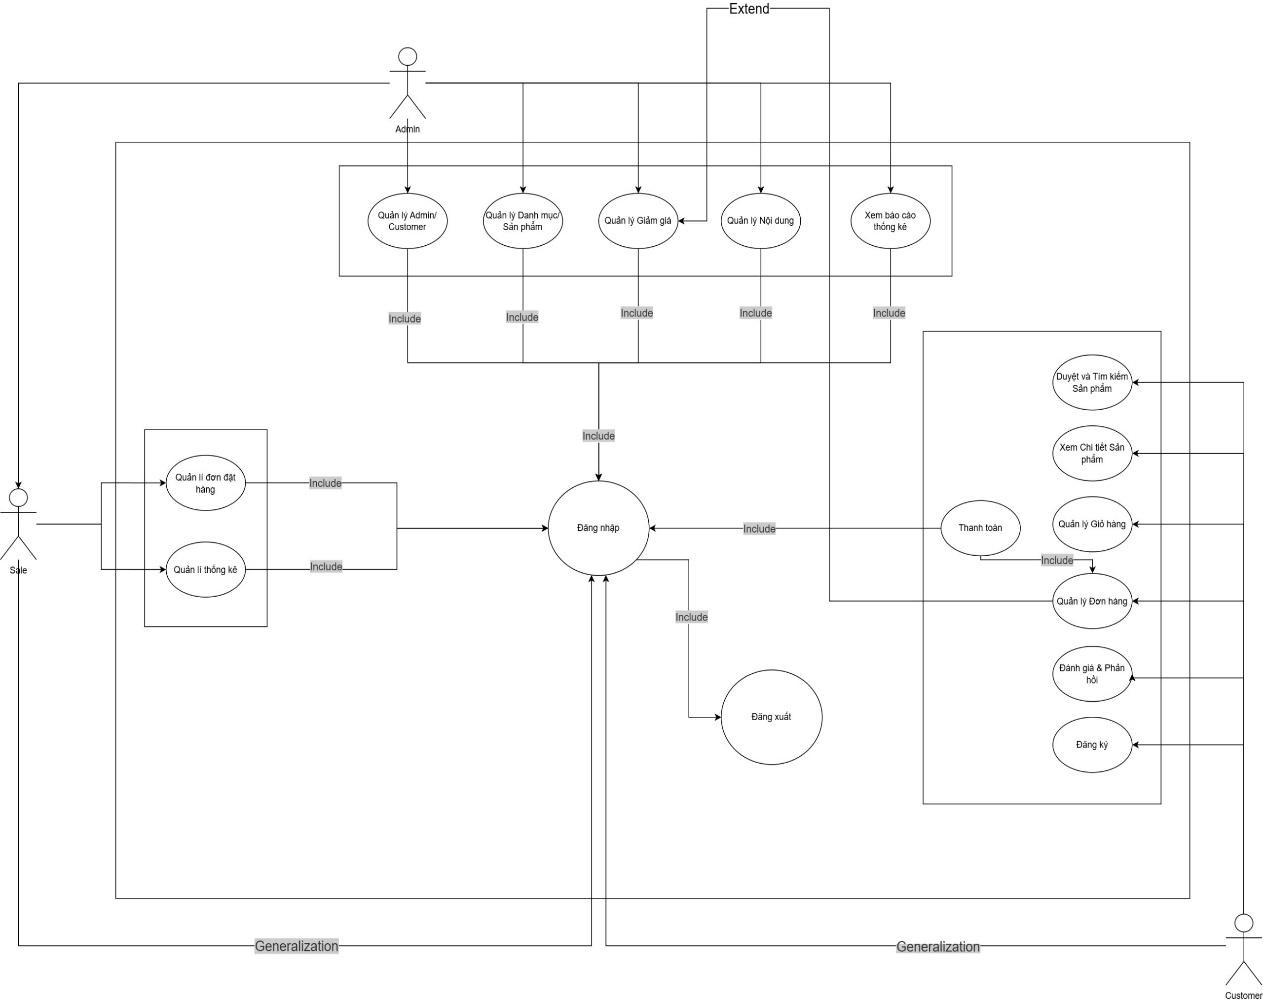 Extend
Admin
Quản lý Admin/
Customer
Quản lý Danh mục/
Sản phẩm
Quản lý Giảm giá
Quản lý Nội dung
Xem báo cáo
thống kê
Include
Include
Include
Include
Include
Duyệt và Tìm kiếm
Sản phẩm
Include
Xem Chi tiết Sản
phẩm
Quản lí đơn đặt
hàng
Include
Đăng nhập
Include
Thanh toán
Quản lý Giỏ hàng
Sale
Quản lí thống kê
Include
Include
Quản lý Đơn hàng
Include
Đánh giá & Phản
hồi
Đăng xuất
Đăng ký
Generalization
Generalization
Customer